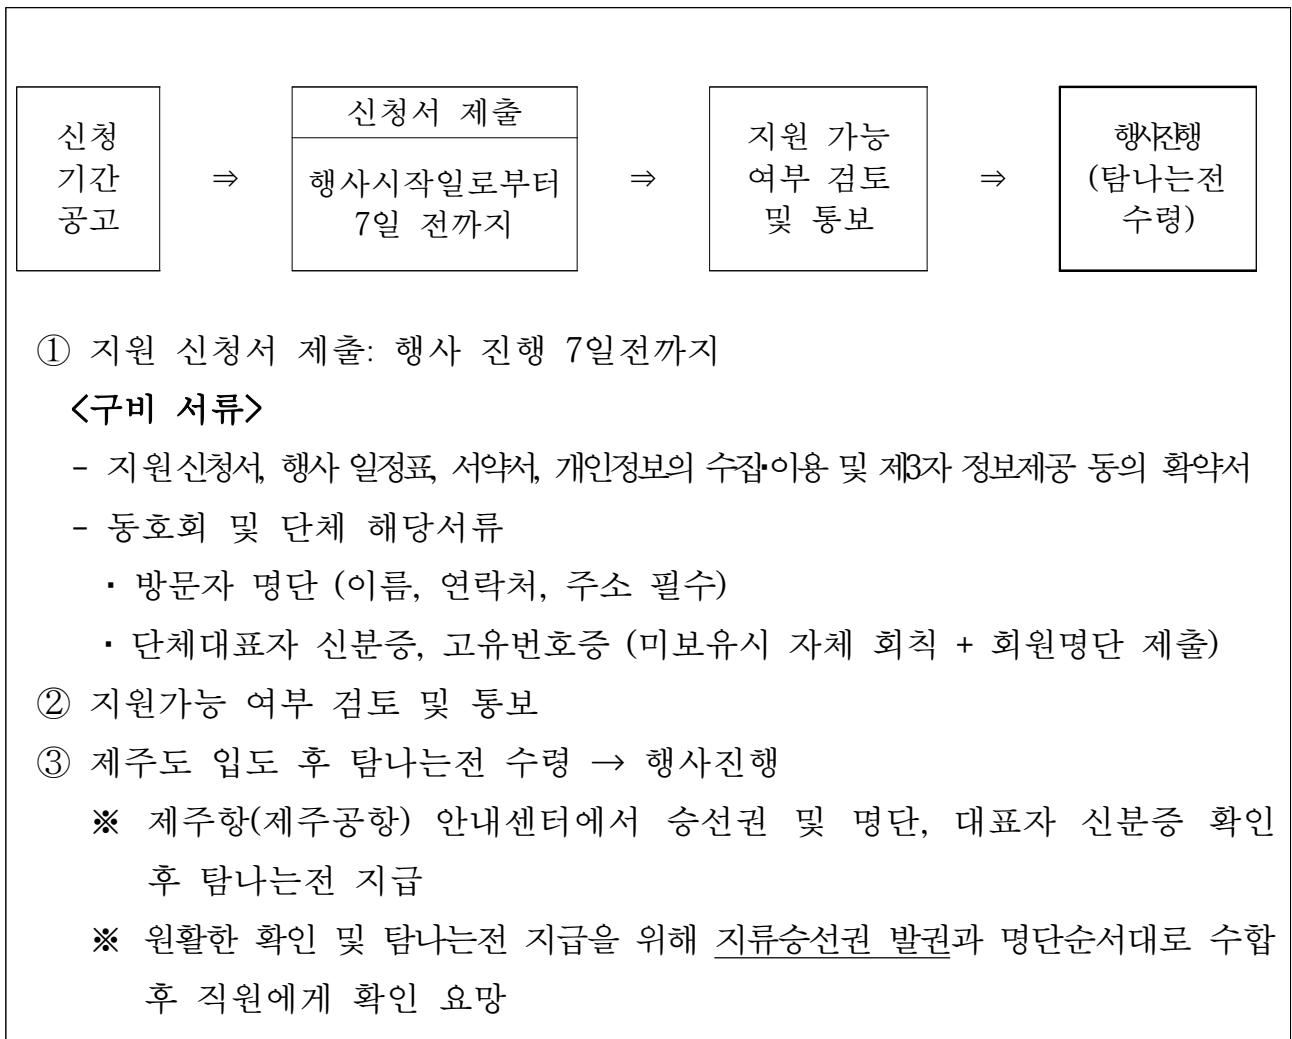 신청
기간
공고
⇒
신청서 제출
행사시작일로부터
7일 전까지
⇒
지원 가능
여부 검토
및 통보
⇒
행사진행
(탐나는전
수령)
① 지원 신청서 제출: 행사 진행 7일전까지
<구비 서류>
- 지원신청서, 행사 일정표, 서약서, 개인정보의 수집·이용 및 제3자 정보제공 동의 확약서
- 동호회 및 단체 해당서류
· 방문자 명단 (이름, 연락처, 주소 필수)
· 단체대표자 신분증, 고유번호증 (미보유시 자체 회칙 + 회원명단 제출)
② 지원가능 여부 검토 및 통보
③ 제주도 입도 후 탐나는전 수령 → 행사진행
※ 제주항(제주공항) 안내센터에서 승선권 및 명단, 대표자 신분증 확인
후 탐나는전 지급
※ 원활한 확인 및 탐나는전 지급을 위해 지류승선권 발권과 명단순서대로 수합
후 직원에게 확인 요망